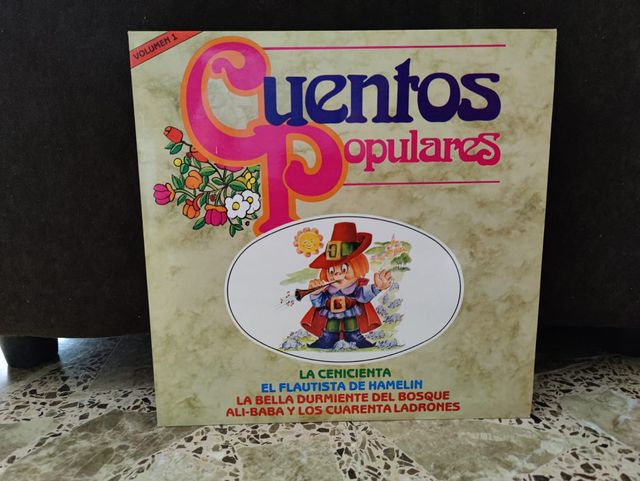 VOLUMEN 1
Cuentos
Populares
LA CENICIENTA
EL FLAUTISTA DE HAMELIN
LA BELLA DURMIENTE DEL BOSQUE
ALI-BABA Y LOS CUARENTA LADRONES